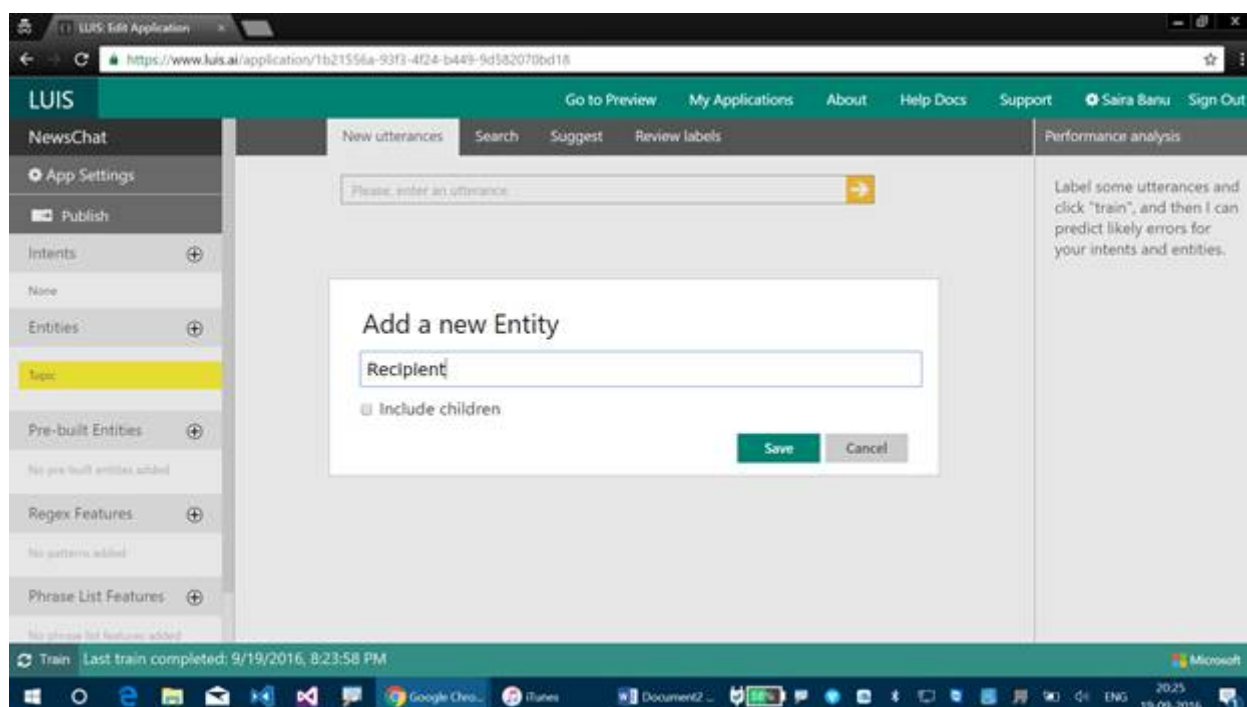 LUIS: Edit Application
https://www.luis.ai/application/1b21556a-93f3-4f24-b449-9d582070bd18
LUIS
Go to Preview My Applications About Help Docs Support Saira Banu Sign Out
NewsChat
New utterances Search Suggest Review labels
Performance analysis
App Settings
Please, enter an utterance
Label some utterances and
click "train", and then I can
predict likely errors for
your intents and entities.
Publish
Intents
None
Entities
Add a new Entity
Recipient
Topic
Include children
Pre-built Entities
Save Cancel
No pre-built entities added
Regex Features
No patterns added
Phrase List Features
No phrase list features added
Train Last train completed: 9/19/2016, 8:23:58 PM
Microsoft
Google Chro... iTunes Document2 ... ENG 20:25
19-09-2016